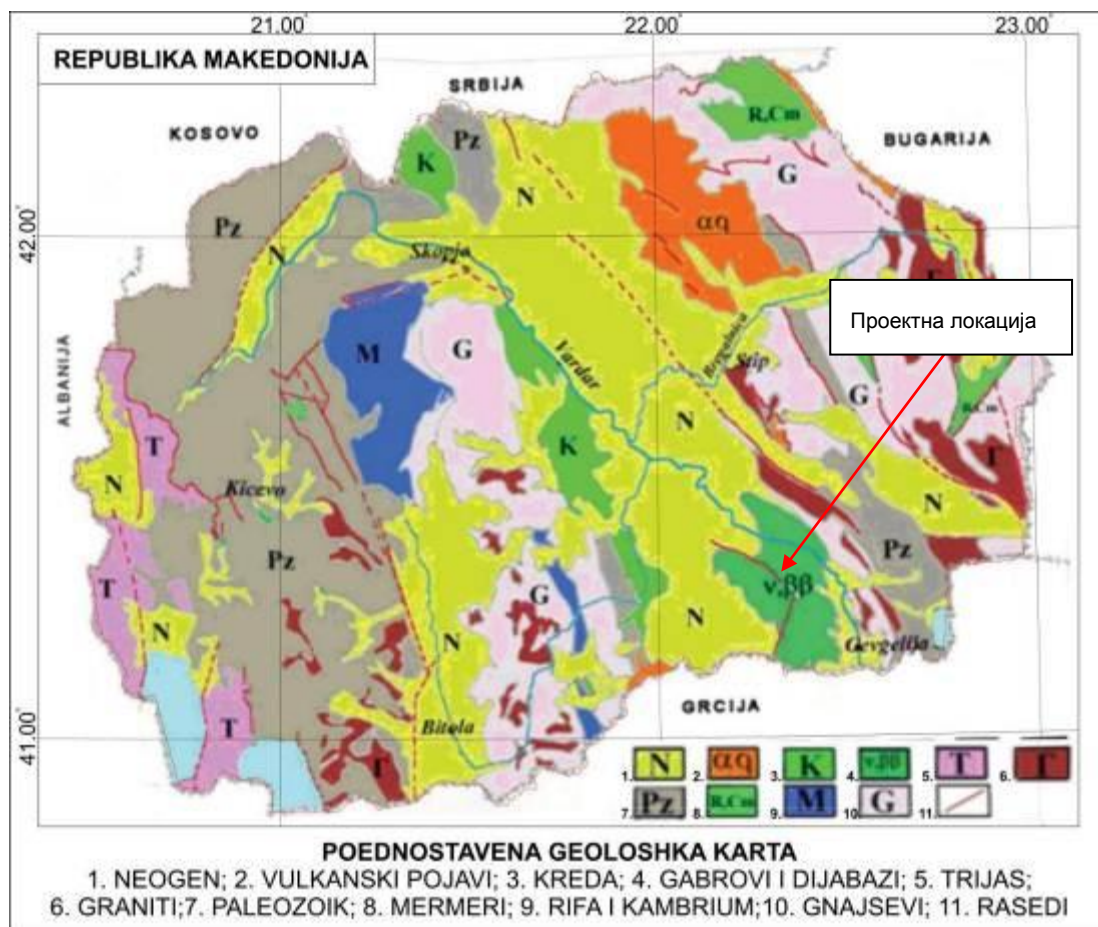 21.00° 22.00° 23.00°
REPUBLIKA MAKEDONIJA
SRBIJA
KOSOVO
BUGARIJA
R,Cm
Pz
K
G
N
αq
42.00°
Pz
N
Skopje
Г
Проектна локација
Bregalnica
M
G
Vardar
Stip
ALBANIJA
G
R,Cm
T
K
N
Г
N
Kicevo
N
Pz
Pz
ν,ββ
T
G
N
N
N
Gevgelija
GRCIJA
T
Bitola
41.00°
Г
1. N 2. αq 3. K 4. ν,ββ 5. T 6. Г
7. Pz 8. R,Cm 9. M 10. G 11.
POEDNOSTAVENA GEOLOSHKA KARTA
1. NEOGEN; 2. VULKANSKI POJAVI; 3. KREDA; 4. GABROVI I DIJABAZI; 5. TRIJAS;
6. GRANITI;7. PALEOZOIK; 8. MERMERI; 9. RIFA I KAMBRIUM;10. GNAJSEVI; 11. RASEDI